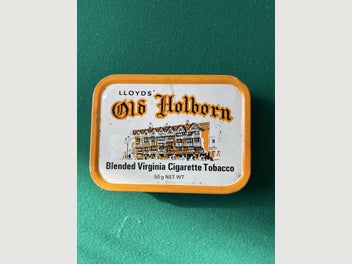 LLOYDS'
Old Holborn
Blended Virginia Cigarette Tobacco
50g NET WT